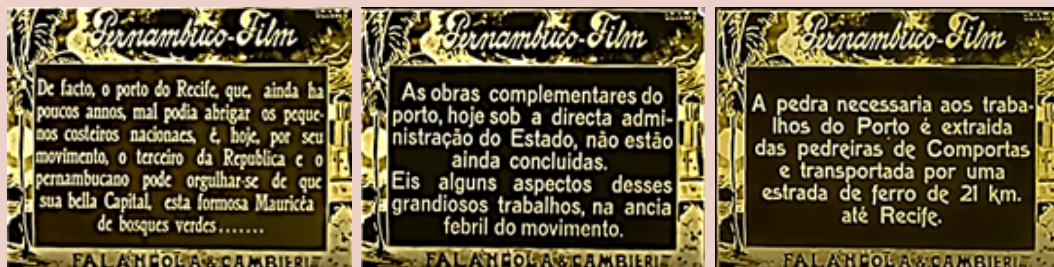 Pernambuco-Film
De facto, o porto do Recife, que, ainda ha
poucos annos, mal podia abrigar os peque-
nos costeiros nacionaes, é, hoje, por seu
movimento, o terceiro da Republica e o
pernambucano pode orgulhar-se de que
sua bella Capital, esta formosa Mauricéa
de bosques verdes.......
FALANGOLA & CAMBIERI
Pernambuco-Film
As obras complementares do
porto, hoje sob a directa admi-
nistração do Estado, não estão
ainda concluidas.
Eis alguns aspectos desses
grandiosos trabalhos, na ancia
febril do movimento.
FALANGOLA & CAMBIERI
Pernambuco-Film
A pedra necessaria aos traba-
lhos do Porto é extraida
das pedreiras de Comportas
e transportada por uma
estrada de ferro de 21 km.
até Recife.
FALANGOLA & CAMBIERI